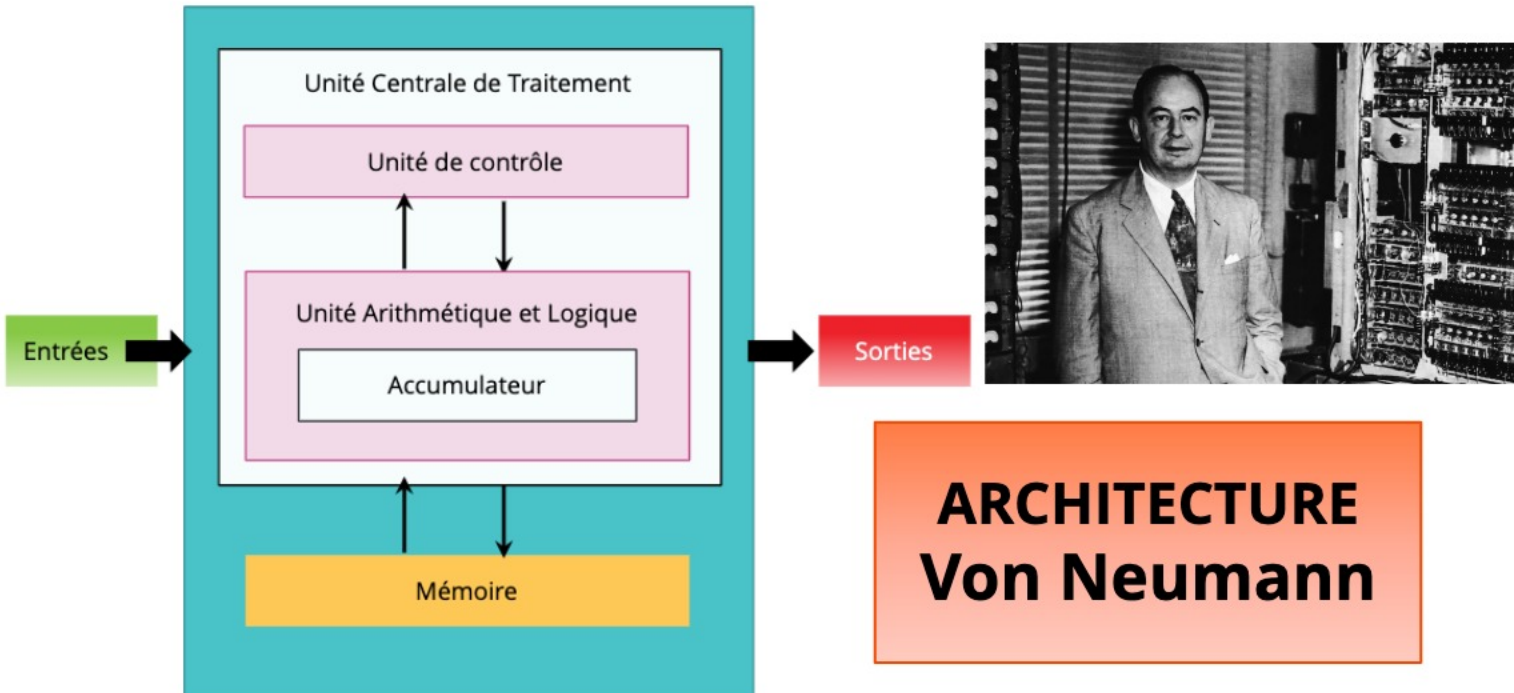 Unité Centrale de Traitement
Unité de contrôle
Unité Arithmétique et Logique
Accumulateur
Mémoire
Entrées
Sorties
ARCHITECTURE
Von Neumann